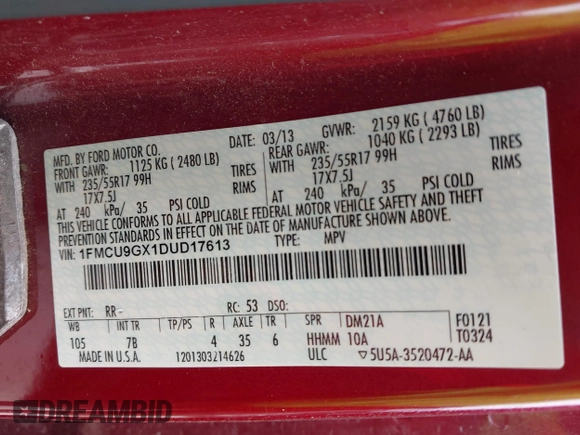 MFD. BY FORD MOTOR CO.
DATE: 03/13 GVWR: 2159 KG ( 4760 LB)
FRONT GAWR: 1125 KG ( 2480 LB) REAR GAWR: 1040 KG ( 2293 LB)
WITH 235/55R17 99H TIRES WITH 235/55R17 99H TIRES
17X7.5J RIMS 17X7.5J RIMS
AT 240 kPa/ 35 PSI COLD AT 240 kPa/ 35 PSI COLD
THIS VEHICLE CONFORMS TO ALL APPLICABLE FEDERAL MOTOR VEHICLE SAFETY AND THEFT
PREVENTION STANDARDS IN EFFECT ON THE DATE OF MANUFACTURE SHOWN ABOVE.
VIN: 1FMCU9GX1DUD17613 TYPE: MPV
EXT PNT: RR- RC: 53 DSO:
WB INT TR TP/PS R AXLE TR SPR DM21A F0121
105 7B 4 35 6 HHMM 10A T0324
MADE IN U.S.A. 1201303214626 ULC ▽5U5A-3520472-AA
DREAMBID